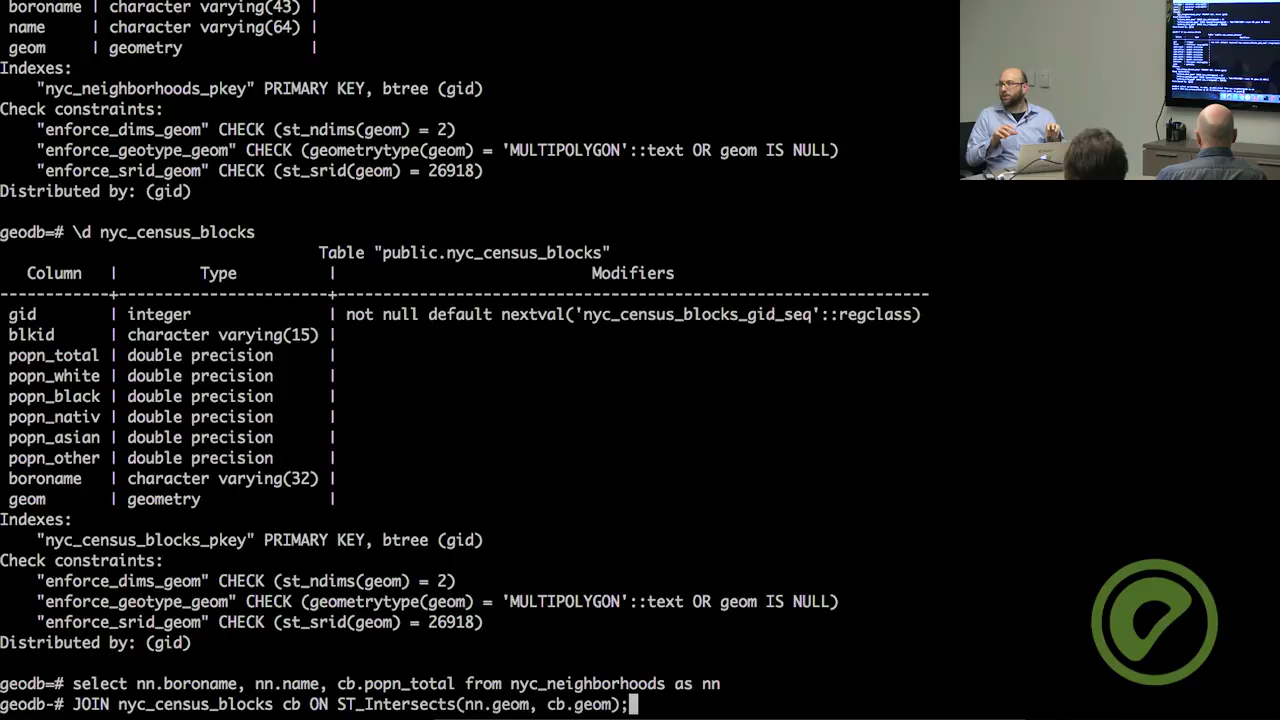 boroname | character varying(43) |
name | character varying(64) |
geom | geometry |
Indexes:
"nyc_neighborhoods_pkey" PRIMARY KEY, btree (gid)
Check constraints:
"enforce_dims_geom" CHECK (st_ndims(geom) = 2)
"enforce_geotype_geom" CHECK (geometrytype(geom) = 'MULTIPOLYGON'::text OR geom IS NULL)
"enforce_srid_geom" CHECK (st_srid(geom) = 26918)
Distributed by: (gid)
geodb=# \d nyc_census_blocks
Table "public.nyc_census_blocks"
Column | Type | Modifiers
------------+-----------------------+-----------------------------------------------------------------
gid | integer | not null default nextval('nyc_census_blocks_gid_seq'::regclass)
blkid | character varying(15) |
popn_total | double precision |
popn_white | double precision |
popn_black | double precision |
popn_nativ | double precision |
popn_asian | double precision |
popn_other | double precision |
boroname | character varying(32) |
geom | geometry |
Indexes:
"nyc_census_blocks_pkey" PRIMARY KEY, btree (gid)
Check constraints:
"enforce_dims_geom" CHECK (st_ndims(geom) = 2)
"enforce_geotype_geom" CHECK (geometrytype(geom) = 'MULTIPOLYGON'::text OR geom IS NULL)
"enforce_srid_geom" CHECK (st_srid(geom) = 26918)
Distributed by: (gid)
geodb=# select nn.boroname, nn.name, cb.popn_total from nyc_neighborhoods as nn
geodb-# JOIN nyc_census_blocks cb ON ST_Intersects(nn.geom, cb.geom);